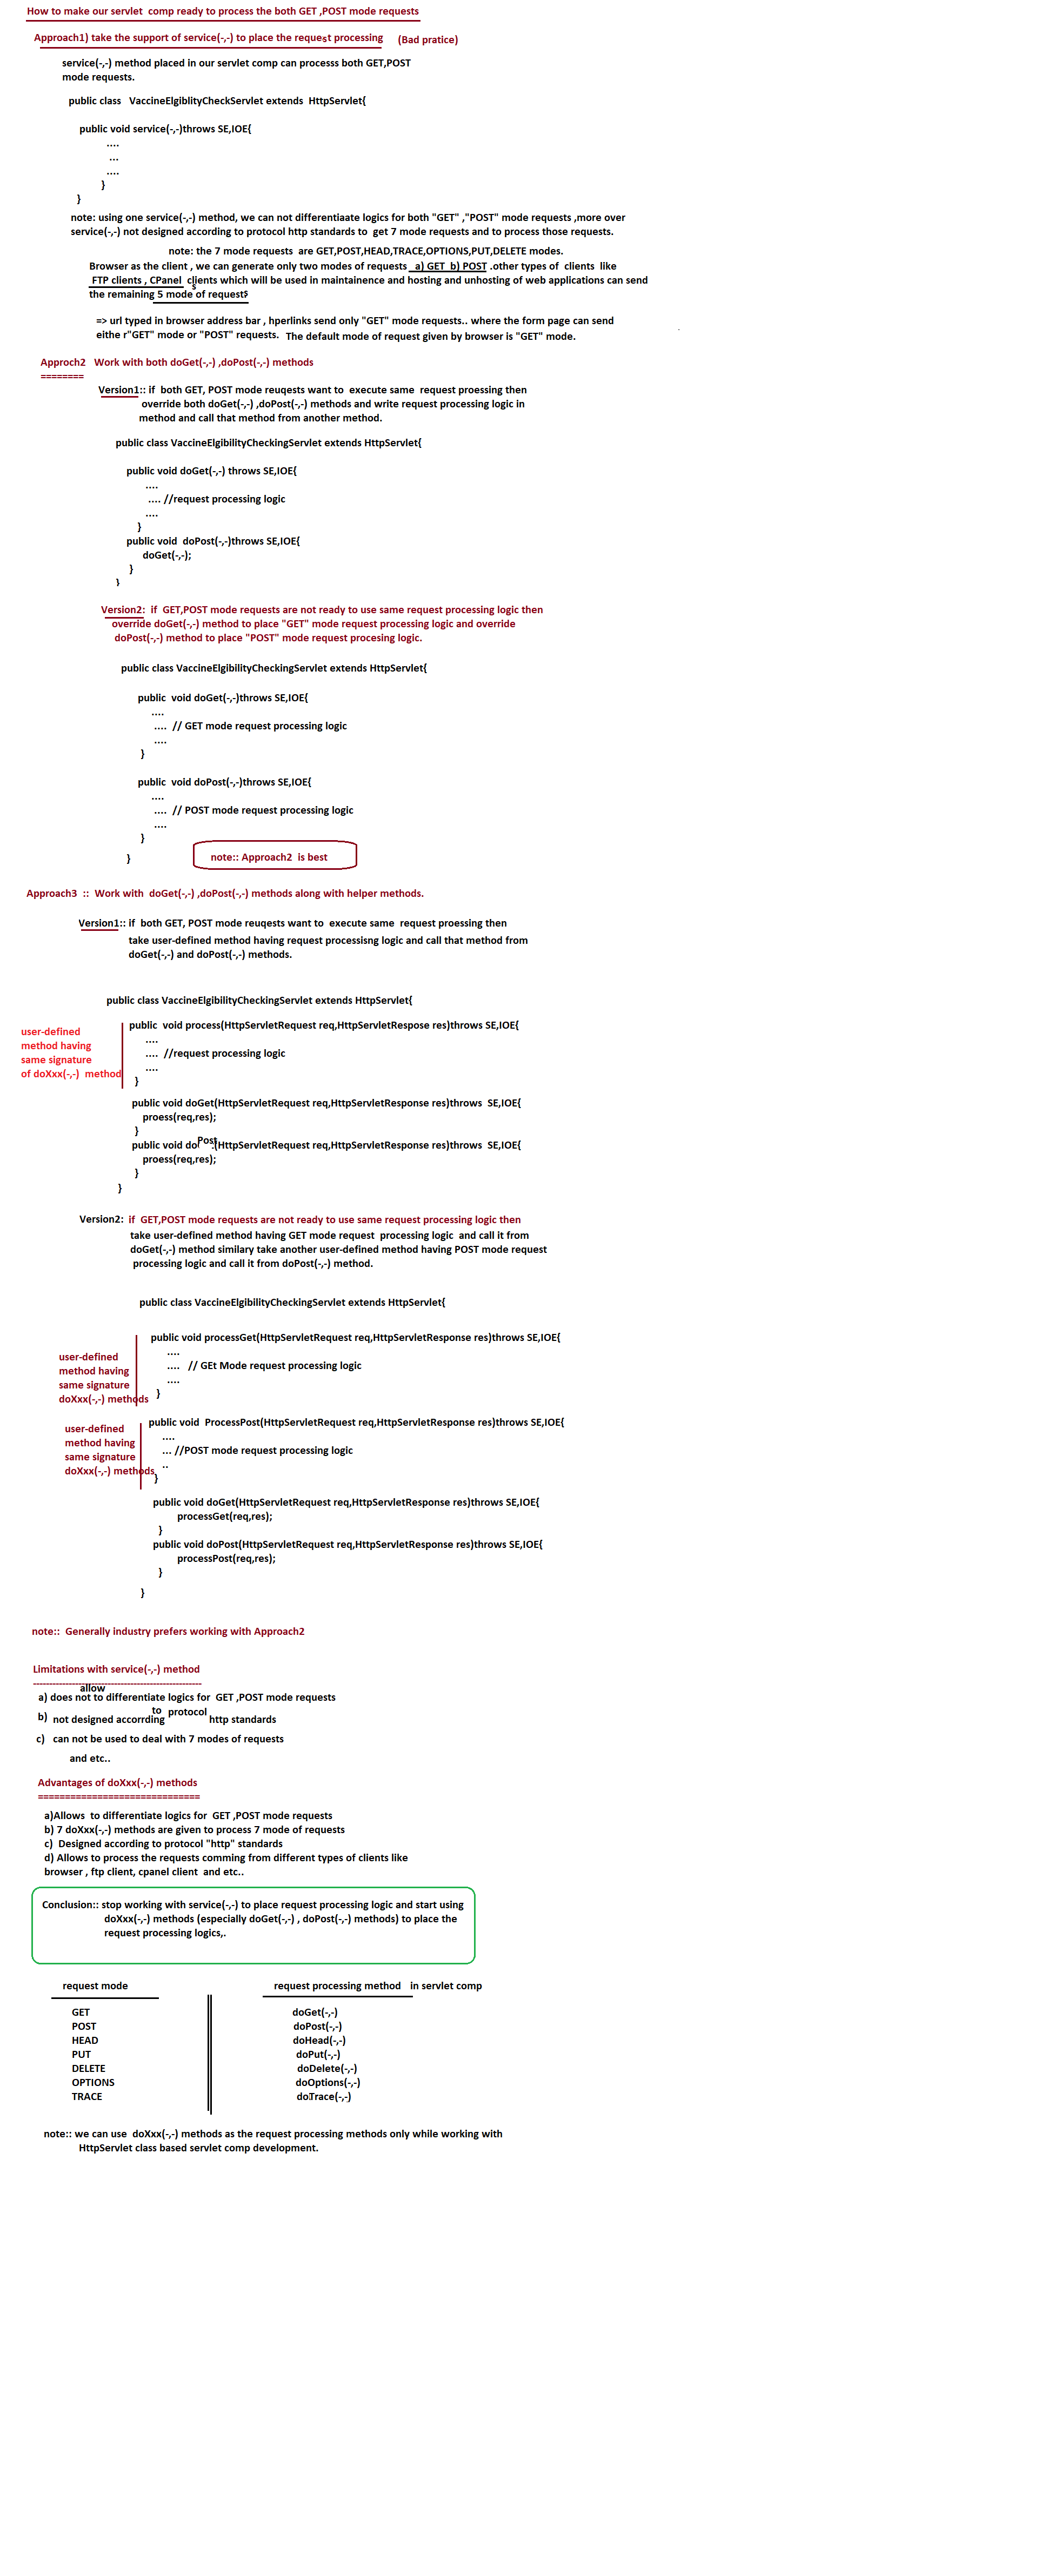 How to make our servlet  comp ready to process the both GET ,POST mode requests
Approach1) take the support of service(-,-) to place the request processing     (Bad pratice)
service(-,-) method placed in our servlet comp can processs both GET,POST
mode requests.
public class   VaccineElgiblityCheckServlet extends  HttpServlet{
public void service(-,-)throws SE,IOE{
....
...
....
}
}
note: using one service(-,-) method, we can not differentiaate logics for both "GET" ,"POST" mode requests ,more over
service(-,-) not designed according to protocol http standards to  get 7 mode requests and to process those requests.
note: the 7 mode requests  are GET,POST,HEAD,TRACE,OPTIONS,PUT,DELETE modes.
Browser as the client , we can generate only two modes of requests   a) GET  b) POST .other types of  clients  like
FTP clients , CPanel  clients which will be used in maintainence and hosting and unhosting of web applications can send
the remaining 5 modes of requests
=> url typed in browser address bar , hperlinks send only "GET" mode requests.. where the form page can send
eithe r"GET" mode or "POST" requests.   The default mode of request given by browser is "GET" mode.
Approch2   Work with both doGet(-,-) ,doPost(-,-) methods
========
Version1:: if  both GET, POST mode reuqests want to  execute same  request proessing then
override both doGet(-,-) ,doPost(-,-) methods and write request processing logic in
method and call that method from another method.
public class VaccineElgibilityCheckingServlet extends HttpServlet{
public void doGet(-,-) throws SE,IOE{
....
.... //request processing logic
....
}
public void  doPost(-,-)throws SE,IOE{
doGet(-,-);
}
}
Version2:  if  GET,POST mode requests are not ready to use same request processing logic then
override doGet(-,-) method to place "GET" mode request processing logic and override
doPost(-,-) method to place "POST" mode request procesing logic.
public class VaccineElgibilityCheckingServlet extends HttpServlet{
public  void doGet(-,-)throws SE,IOE{
....
....  // GET mode request processing logic
....
}
public  void doPost(-,-)throws SE,IOE{
....
....  // POST mode request processing logic
....
}
}
note:: Approach2  is best
Approach3  ::  Work with  doGet(-,-) ,doPost(-,-) methods along with helper methods.
Version1:: if  both GET, POST mode reuqests want to  execute same  request proessing then
take user-defined method having request processisng logic and call that method from
doGet(-,-) and doPost(-,-) methods.
public class VaccineElgibilityCheckingServlet extends HttpServlet{
user-defined
method having
same signature
of doXxx(-,-)  method
public  void process(HttpServletRequest req,HttpServletRespose res)throws SE,IOE{
....
....  //request processing logic
....
}
public void doGet(HttpServletRequest req,HttpServletResponse res)throws  SE,IOE{
proess(req,res);
}
public void doPost(HttpServletRequest req,HttpServletResponse res)throws  SE,IOE{
proess(req,res);
}
}
Version2:  if  GET,POST mode requests are not ready to use same request processing logic then
take user-defined method having GET mode request  processing logic  and call it from
doGet(-,-) method similary take another user-defined method having POST mode request
processing logic and call it from doPost(-,-) method.
public class VaccineElgibilityCheckingServlet extends HttpServlet{
user-defined
method having
same signature
doXxx(-,-) methods
public void processGet(HttpServletRequest req,HttpServletResponse res)throws SE,IOE{
....
....   // GEt Mode request processing logic
....
}
user-defined
method having
same signature
doXxx(-,-) methods
public void  ProcessPost(HttpServletRequest req,HttpServletResponse res)throws SE,IOE{
....
... //POST mode request processing logic
..
}
public void doGet(HttpServletRequest req,HttpServletResponse res)throws SE,IOE{
processGet(req,res);
}
public void doPost(HttpServletRequest req,HttpServletResponse res)throws SE,IOE{
processPost(req,res);
}
}
note::  Generally industry prefers working with Approach2
Limitations with service(-,-) method
----------------------------------------------------
a) does not to allow differentiate logics for  GET ,POST mode requests
b)  not designed accorrding to protocol http standards
c)   can not be used to deal with 7 modes of requests
and etc..
Advantages of doXxx(-,-) methods
==============================
a)Allows  to differentiate logics for  GET ,POST mode requests
b) 7 doXxx(-,-) methods are given to process 7 mode of requests
c)  Designed according to protocol "http" standards
d) Allows to process the requests comming from different types of clients like
browser , ftp client, cpanel client  and etc..
Conclusion:: stop working with service(-,-) to place request processing logic and start using
doXxx(-,-) methods (especially doGet(-,-) , doPost(-,-) methods) to place the
request processing logics,.
request mode   request processing method   in servlet comp
GET   doGet(-,-)
POST   doPost(-,-)
HEAD   doHead(-,-)
PUT   doPut(-,-)
DELETE   doDelete(-,-)
OPTIONS   doOptions(-,-)
TRACE   doTrace(-,-)
note:: we can use  doXxx(-,-) methods as the request processing methods only while working with
HttpServlet class based servlet comp development.